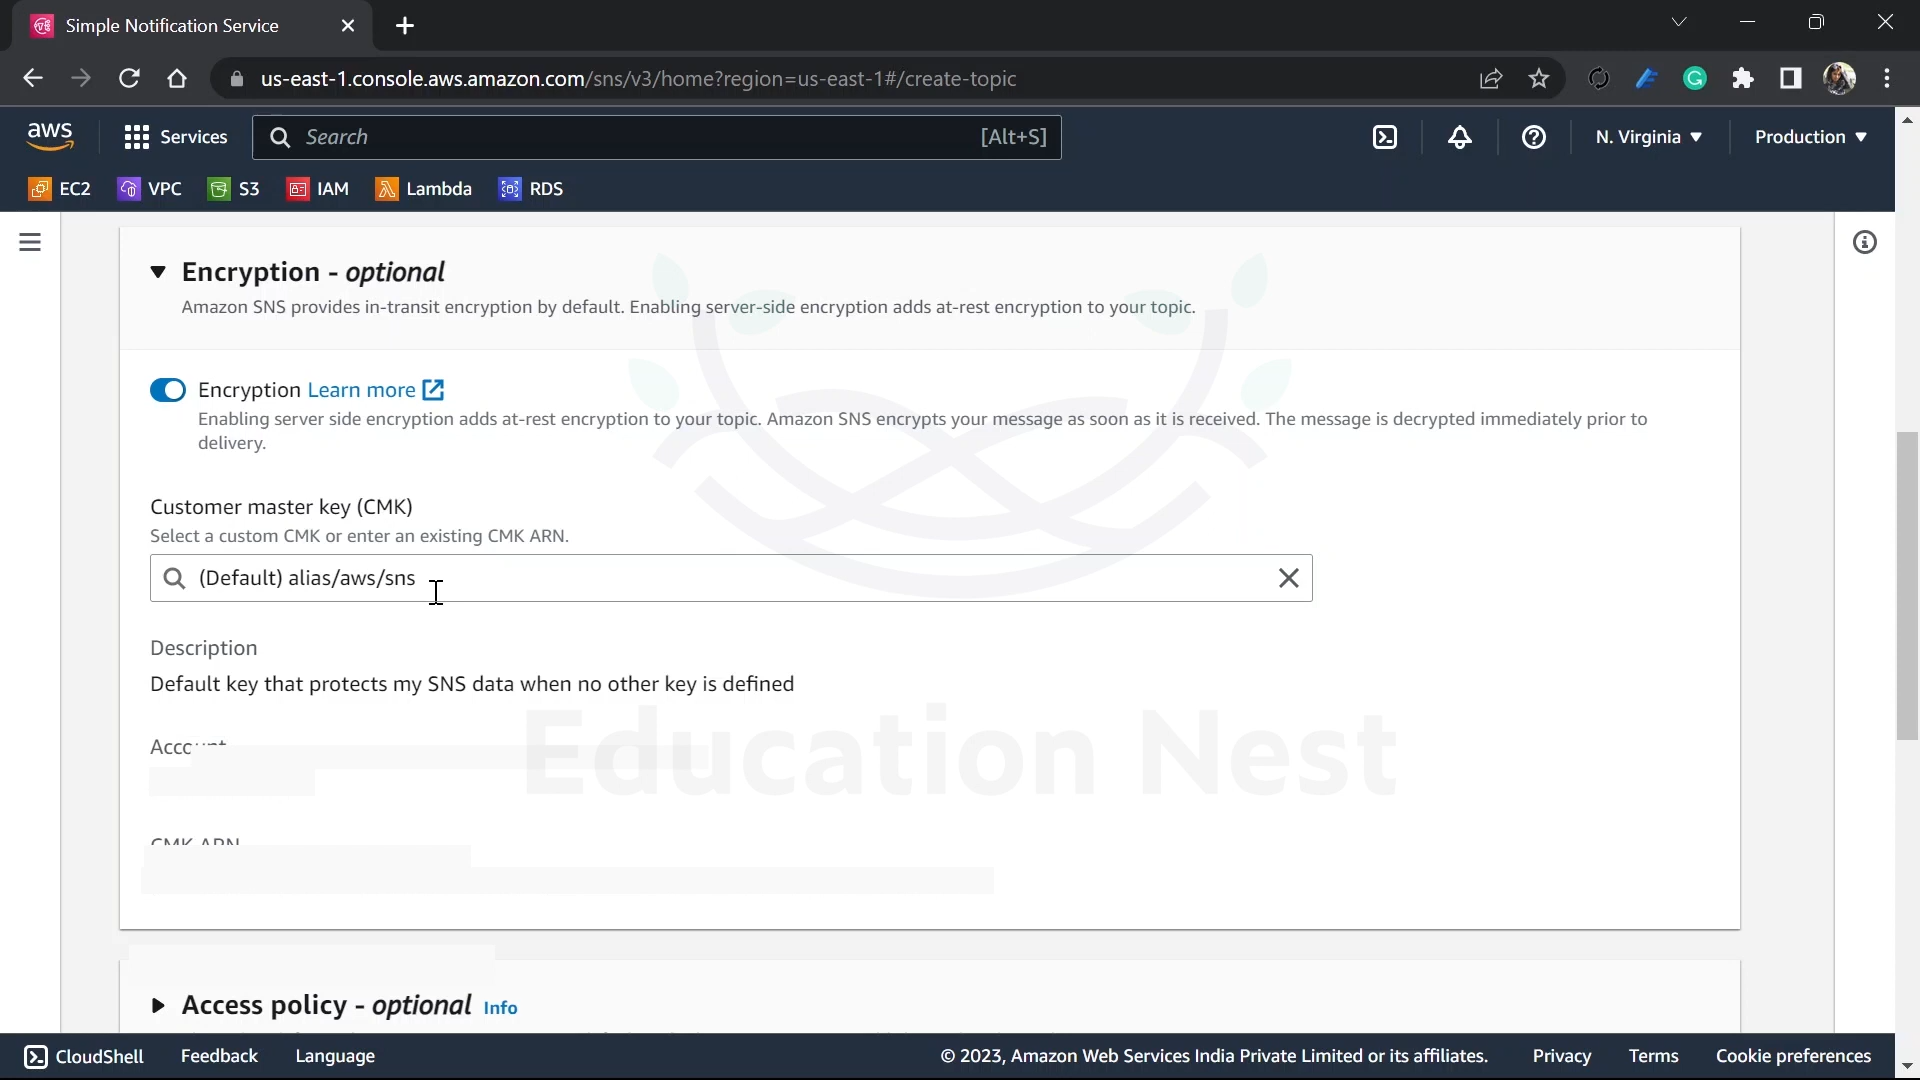 Simple Notification Service
us-east-1.console.aws.amazon.com/sns/v3/home?region=us-east-1#/create-topic
aws
Services
Search
[Alt+S]
N. Virginia
Production
EC2
VPC
S3
IAM
Lambda
RDS
Encryption - optional
Amazon SNS provides in-transit encryption by default. Enabling server-side encryption adds at-rest encryption to your topic.
Encryption Learn more
Enabling server side encryption adds at-rest encryption to your topic. Amazon SNS encrypts your message as soon as it is received. The message is decrypted immediately prior to
delivery.
Customer master key (CMK)
Select a custom CMK or enter an existing CMK ARN.
(Default) alias/aws/sns
Description
Default key that protects my SNS data when no other key is defined
Account
Education Nest
CMK ARN
Access policy - optional Info
CloudShell
Feedback
Language
© 2023, Amazon Web Services India Private Limited or its affiliates.
Privacy
Terms
Cookie preferences